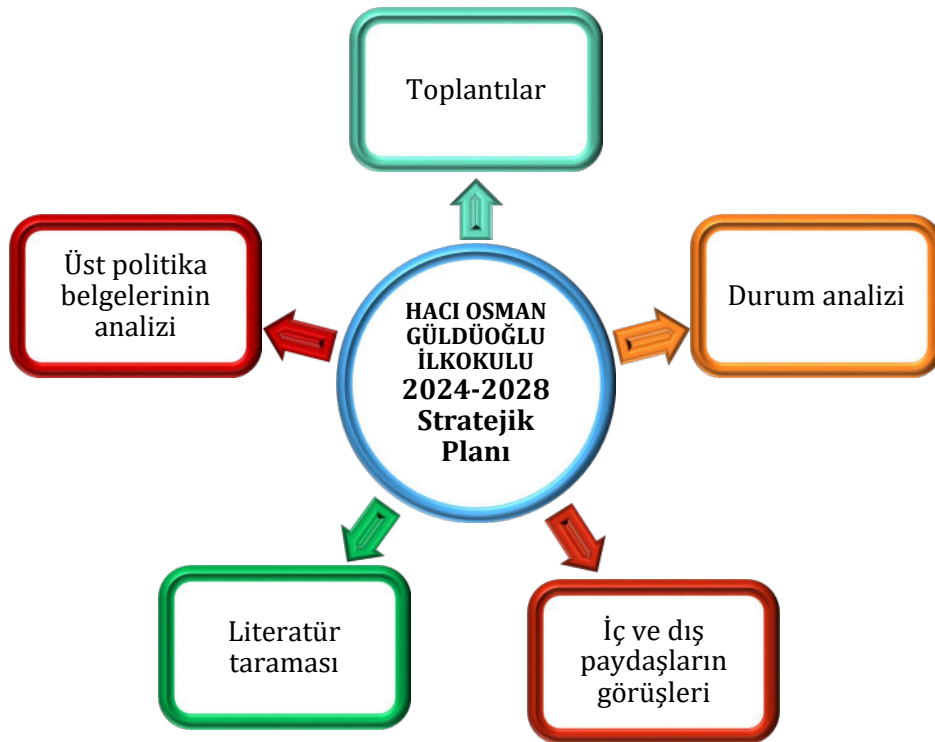 Toplantılar
Üst politika
belgelerinin
analizi
HACI OSMAN
GÜLDÜOĞLU
İLKOKULU
2024-2028
Stratejik
Planı
Durum analizi
Literatür
taraması
İç ve dış
paydaşların
görüşleri